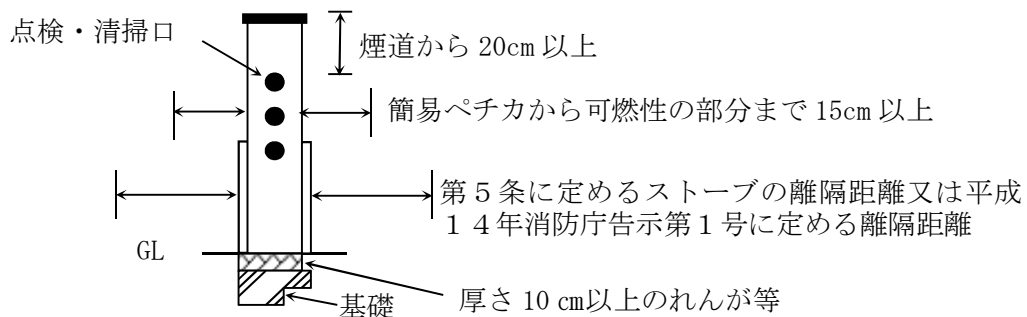 点検・清掃口
煙道から 20cm 以上
簡易ペチカから可燃性の部分まで 15cm 以上
第５条に定めるストーブの離隔距離又は平成
１４年消防庁告示第１号に定める離隔距離
GL
厚さ 10 cm以上のれんが等
基礎